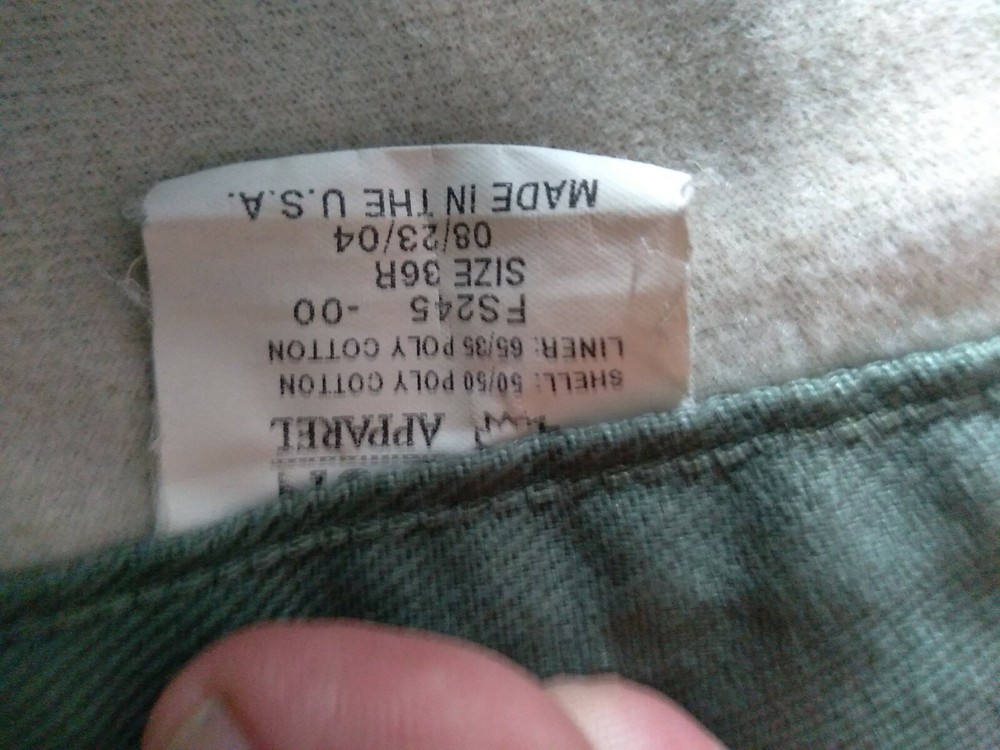 APPAREL
SHELL: 50/50 POLY COTTON
LINER: 65/35 POLY COTTON
FS245 -00
SIZE 36R
08/23/04
MADE IN THE U.S.A.